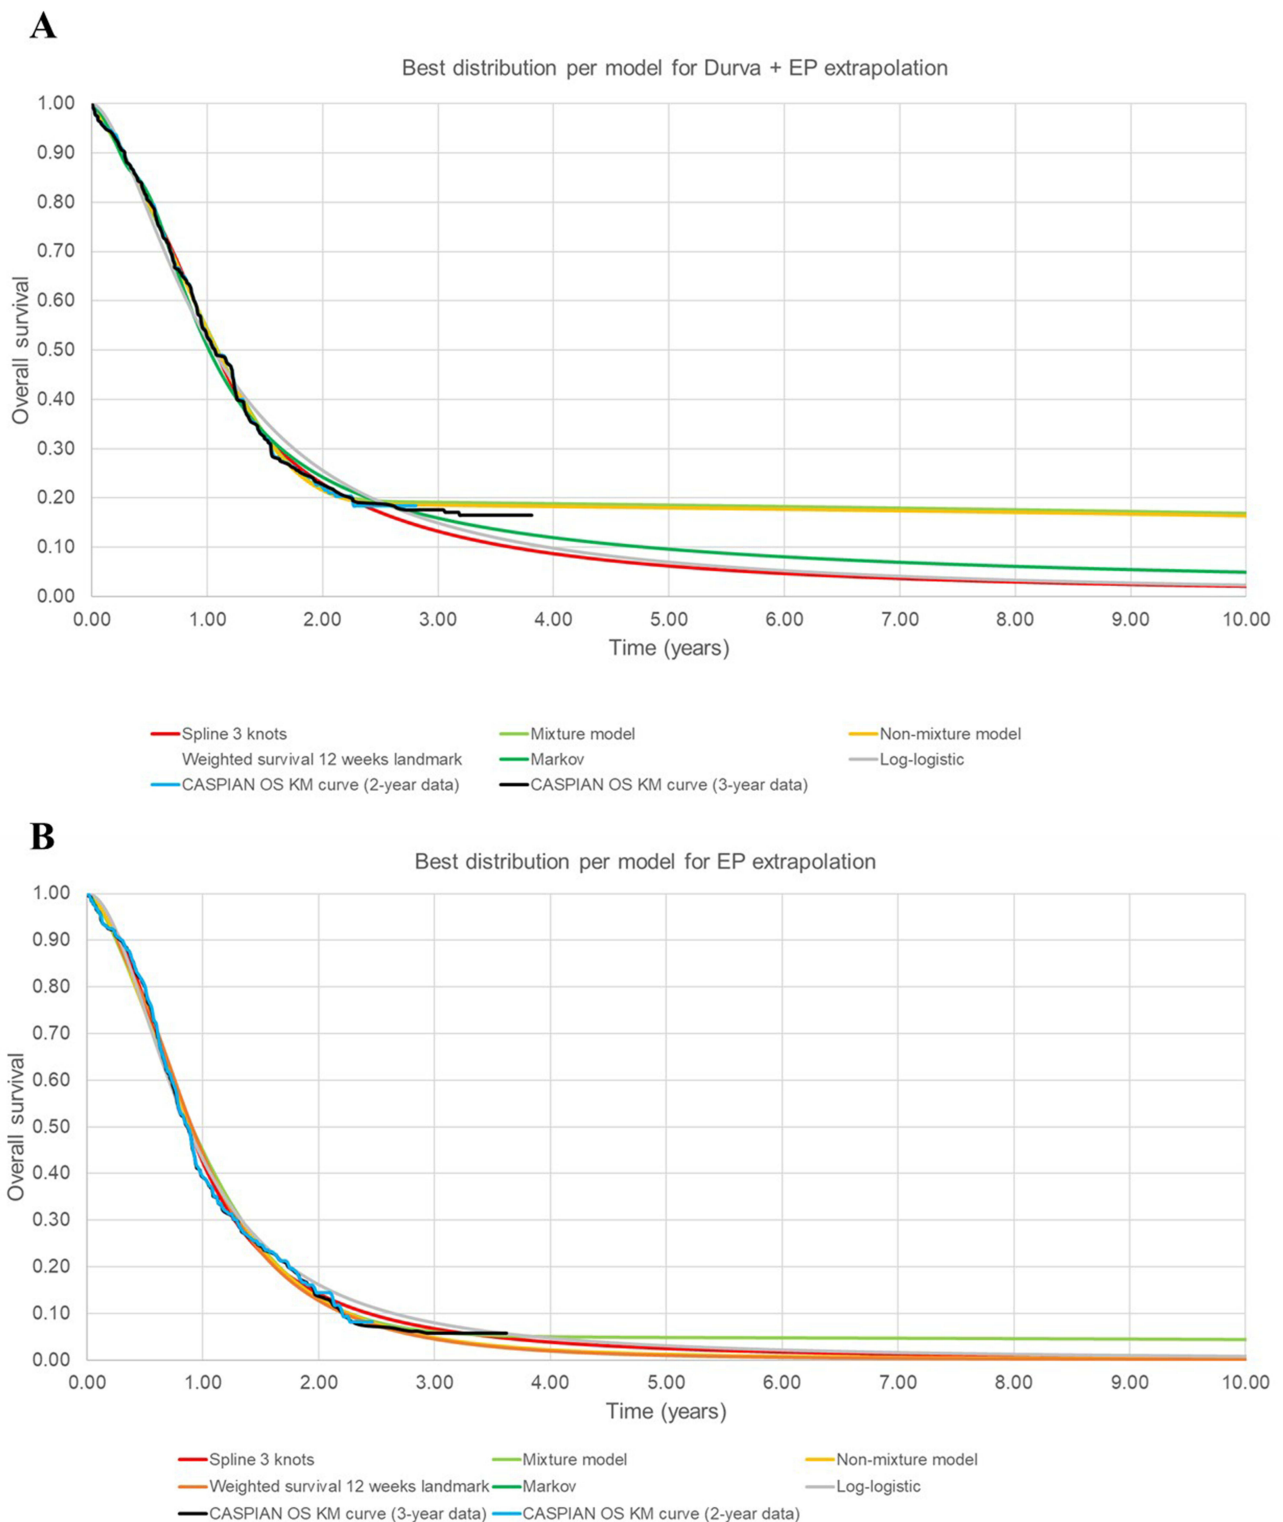 A
Best distribution per model for Durva + EP extrapolation
1.00
0.90
0.80
0.70
0.60
0.50
0.40
0.30
0.20
0.10
0.00
Overall survival
0.00 1.00 2.00 3.00 4.00 5.00 6.00 7.00 8.00 9.00 10.00
Time (years)
Spline 3 knots Mixture model Non-mixture model
Weighted survival 12 weeks landmark Markov Log-logistic
CASPIAN OS KM curve (2-year data) CASPIAN OS KM curve (3-year data)
B
Best distribution per model for EP extrapolation
1.00
0.90
0.80
0.70
0.60
0.50
0.40
0.30
0.20
0.10
0.00
Overall survival
0.00 1.00 2.00 3.00 4.00 5.00 6.00 7.00 8.00 9.00 10.00
Time (years)
Spline 3 knots Mixture model Non-mixture model
Weighted survival 12 weeks landmark Markov Log-logistic
CASPIAN OS KM curve (3-year data) CASPIAN OS KM curve (2-year data)